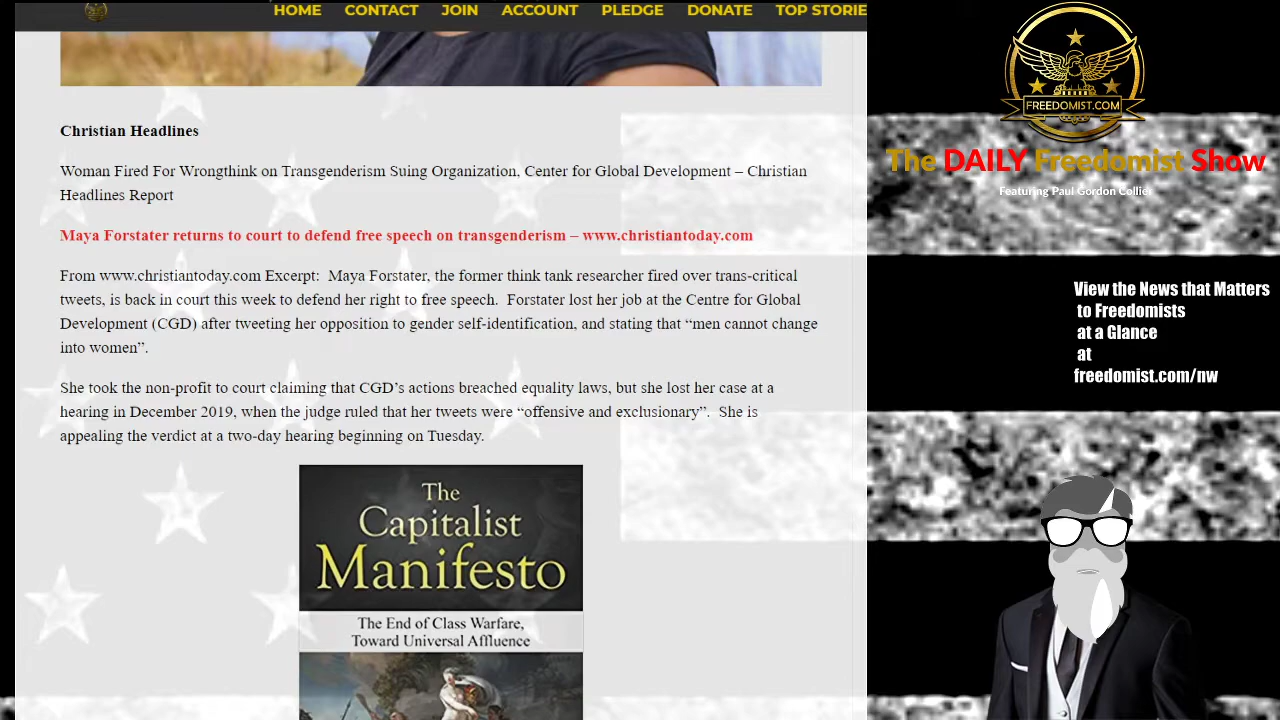 HOME CONTACT JOIN ACCOUNT PLEDGE DONATE TOP STORIE
Christian Headlines
Woman Fired For Wrongthink on Transgenderism Suing Organization, Center for Global Development – Christian
Headlines Report
Maya Forstater returns to court to defend free speech on transgenderism – www.christiantoday.com
From www.christiantoday.com Excerpt: Maya Forstater, the former think tank researcher fired over trans-critical
tweets, is back in court this week to defend her right to free speech. Forstater lost her job at the Centre for Global
Development (CGD) after tweeting her opposition to gender self-identification, and stating that “men cannot change
into women”.
She took the non-profit to court claiming that CGD’s actions breached equality laws, but she lost her case at a
hearing in December 2019, when the judge ruled that her tweets were “offensive and exclusionary”. She is
appealing the verdict at a two-day hearing beginning on Tuesday.
The
Capitalist
Manifesto
The End of Class Warfare,
Toward Universal Affluence
FREEDOMIST.COM
The DAILY Freedomist Show
Featuring Paul Gordon Collier
View the News that Matters
to Freedomists
at a Glance
at
freedomist.com/nw